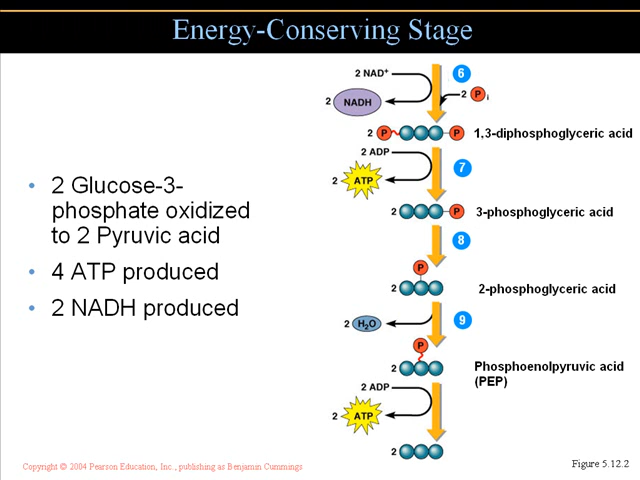 Energy-Conserving Stage
2 NAD+
6
2 NADH
2 P i
2 P P 1,3-diphosphoglyceric acid
2 ADP
7
2 ATP
2 P 3-phosphoglyceric acid
8
P
2 2-phosphoglyceric acid
2 H2O
9
P
2 Phosphoenolpyruvic acid
(PEP)
2 ADP
2 ATP
2
• 2 Glucose-3-
phosphate oxidized
to 2 Pyruvic acid
• 4 ATP produced
• 2 NADH produced
Copyright © 2004 Pearson Education, Inc., publishing as Benjamin Cummings
Figure 5.12.2